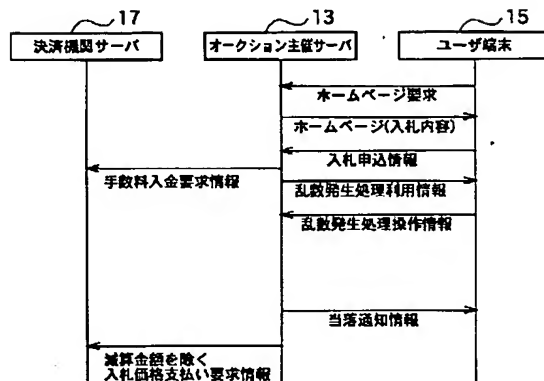 17
13
15
決済機関サーバ
オークション主催サーバ
ユーザ端末
ホームページ要求
ホームページ(入札内容)
入札申込情報
手数料入金要求情報
乱数発生処理利用情報
乱数発生処理操作情報
当落通知情報
減算金額を除く
入札価格支払い要求情報